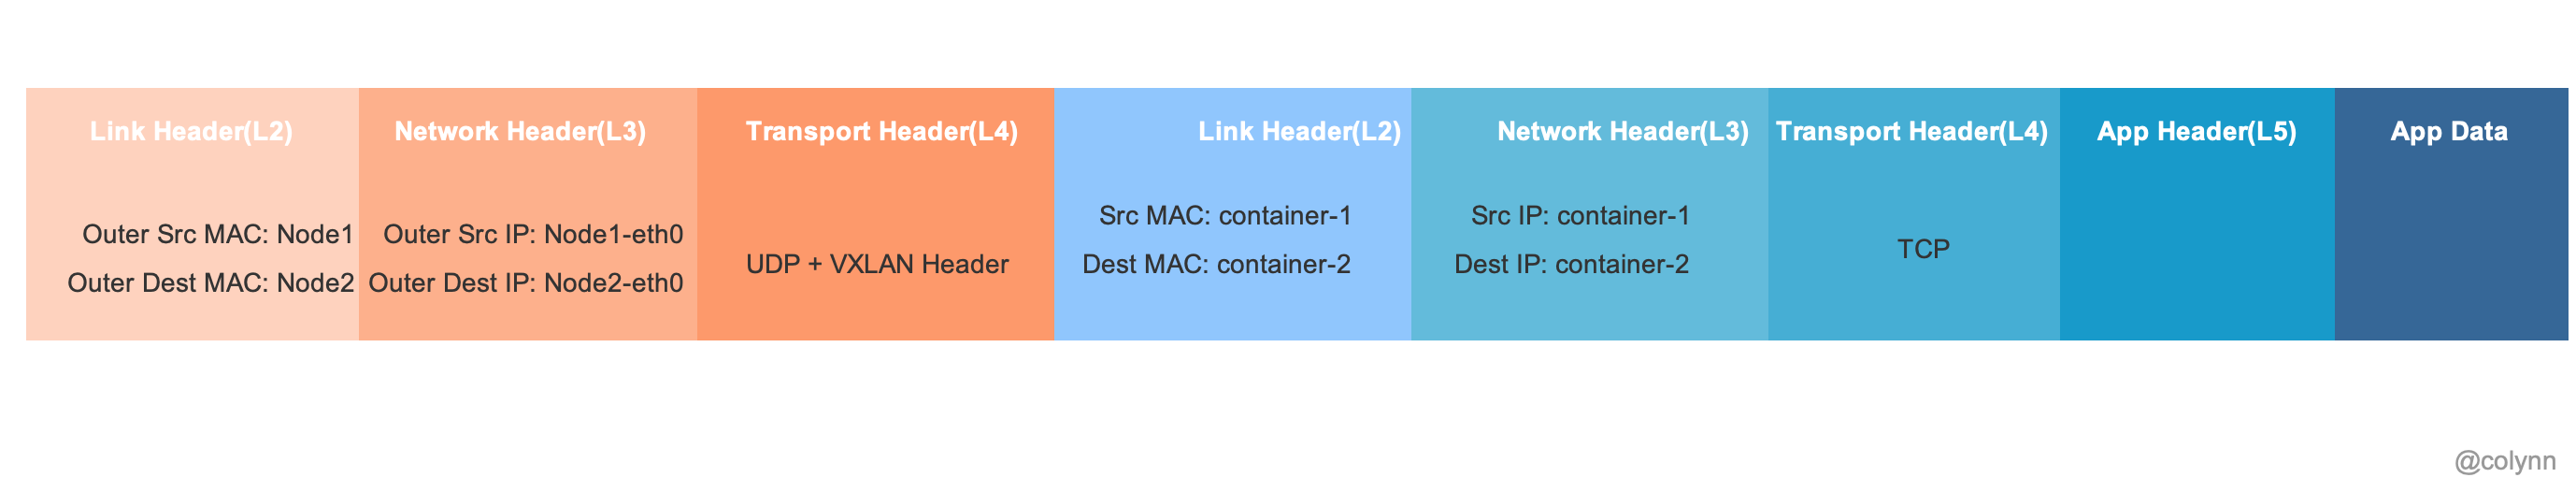 Link Header(L2)
Outer Src MAC: Node1
Outer Dest MAC: Node2
Network Header(L3)
Outer Src IP: Node1-eth0
Outer Dest IP: Node2-eth0
Transport Header(L4)
UDP + VXLAN Header
Link Header(L2)
Src MAC: container-1
Dest MAC: container-2
Network Header(L3)
Src IP: container-1
Dest IP: container-2
Transport Header(L4)
TCP
App Header(L5)
App Data
@colynn